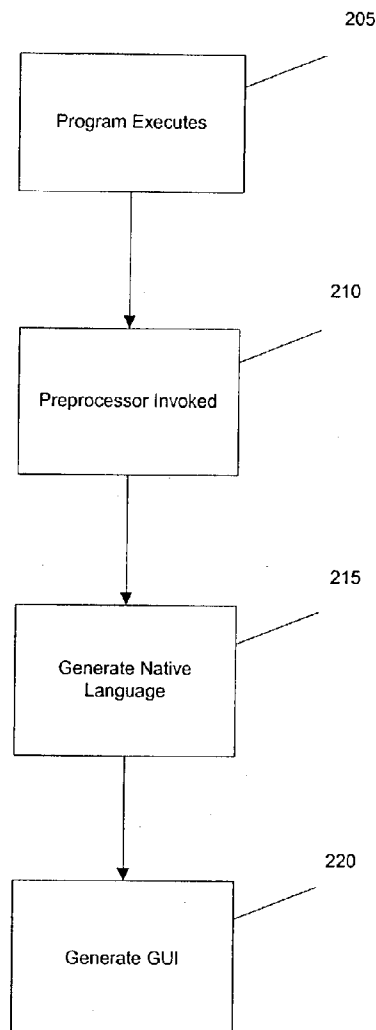 205
Program Executes
210
Preprocessor Invoked
215
Generate Native
Language
220
Generate GUI